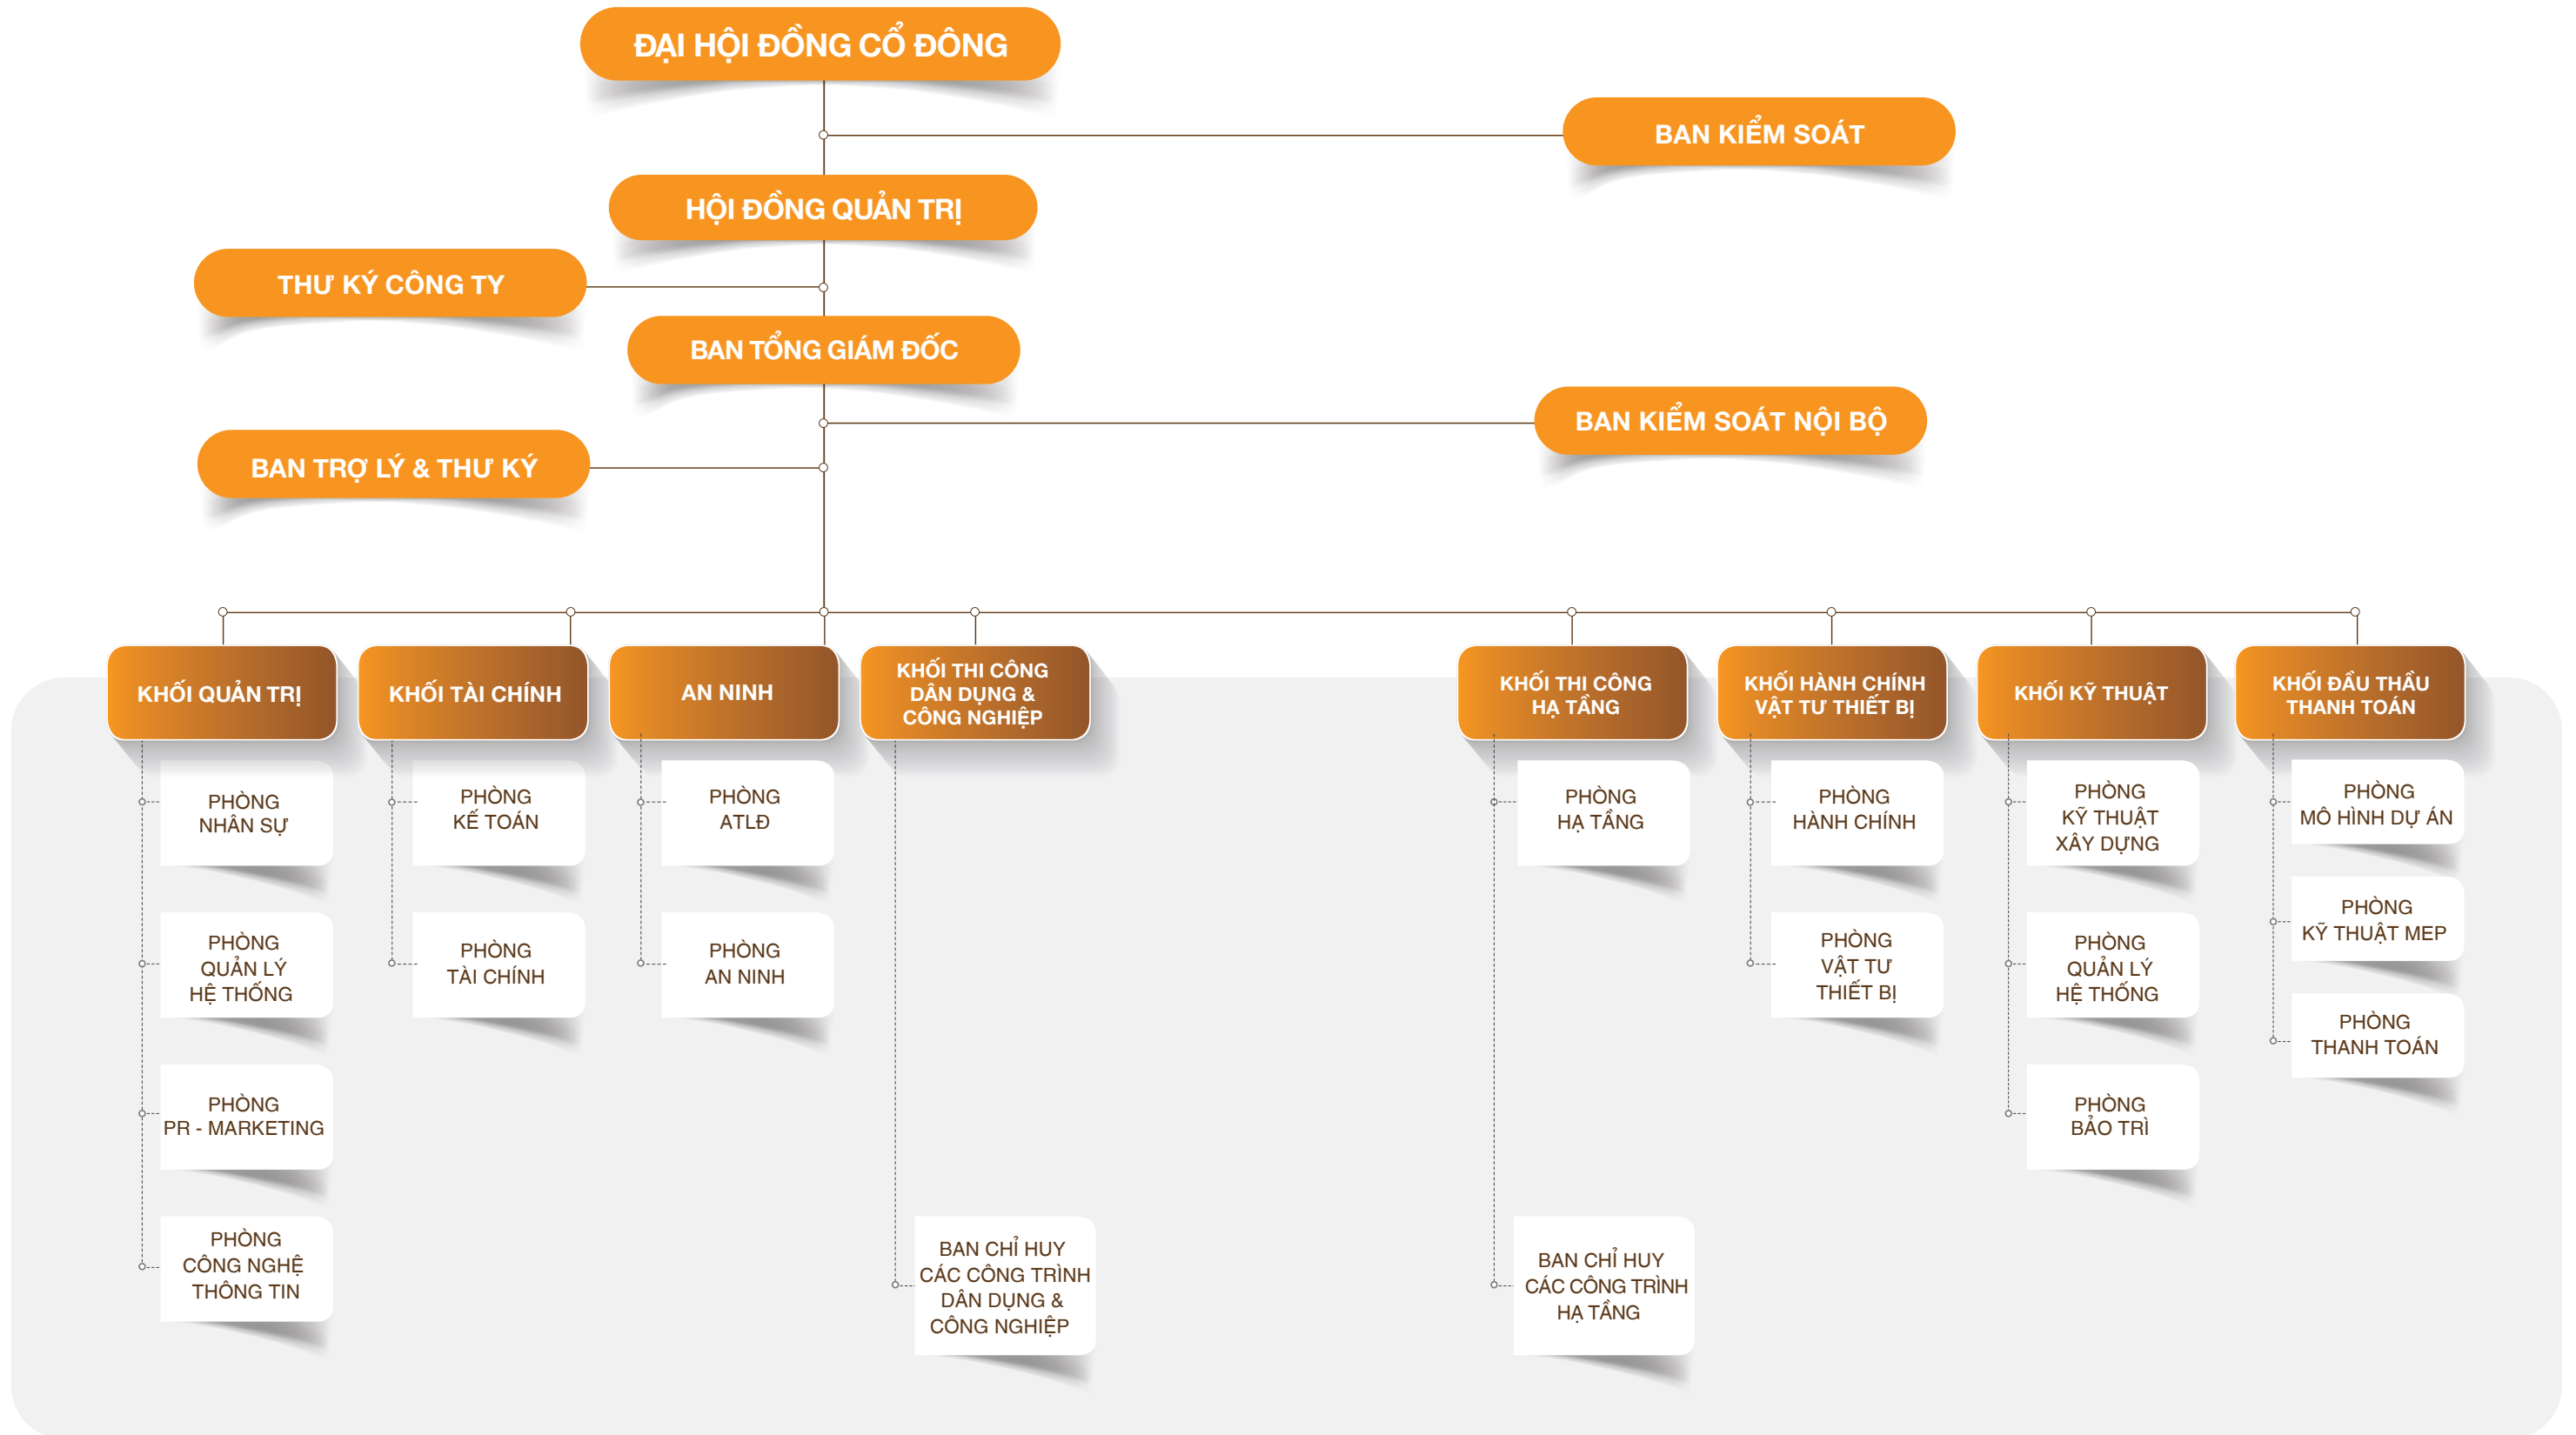 ĐẠI HỘI ĐỒNG CỔ ĐÔNG
BAN KIỂM SOÁT
HỘI ĐỒNG QUẢN TRỊ
THƯ KÝ CÔNG TY
BAN TỔNG GIÁM ĐỐC
BAN KIỂM SOÁT NỘI BỘ
BAN TRỢ LÝ & THƯ KÝ
KHỐI QUẢN TRỊ
PHÒNG
NHÂN SỰ
PHÒNG
QUẢN LÝ
HỆ THỐNG
PHÒNG
PR - MARKETING
PHÒNG
CÔNG NGHỆ
THÔNG TIN
KHỐI TÀI CHÍNH
PHÒNG
KẾ TOÁN
PHÒNG
TÀI CHÍNH
AN NINH
PHÒNG
ATLĐ
PHÒNG
AN NINH
KHỐI THI CÔNG
DÂN DỤNG &
CÔNG NGHIỆP
BAN CHỈ HUY
CÁC CÔNG TRÌNH
DÂN DỤNG &
CÔNG NGHIỆP
KHỐI THI CÔNG
HẠ TẦNG
PHÒNG
HẠ TẦNG
BAN CHỈ HUY
CÁC CÔNG TRÌNH
HẠ TẦNG
KHỐI HÀNH CHÍNH
VẬT TƯ THIẾT BỊ
PHÒNG
HÀNH CHÍNH
PHÒNG
VẬT TƯ
THIẾT BỊ
KHỐI KỸ THUẬT
PHÒNG
KỸ THUẬT
XÂY DỰNG
PHÒNG
QUẢN LÝ
HỆ THỐNG
PHÒNG
BẢO TRÌ
KHỐI ĐẦU THẦU
THANH TOÁN
PHÒNG
MÔ HÌNH DỰ ÁN
PHÒNG
KỸ THUẬT MEP
PHÒNG
THANH TOÁN